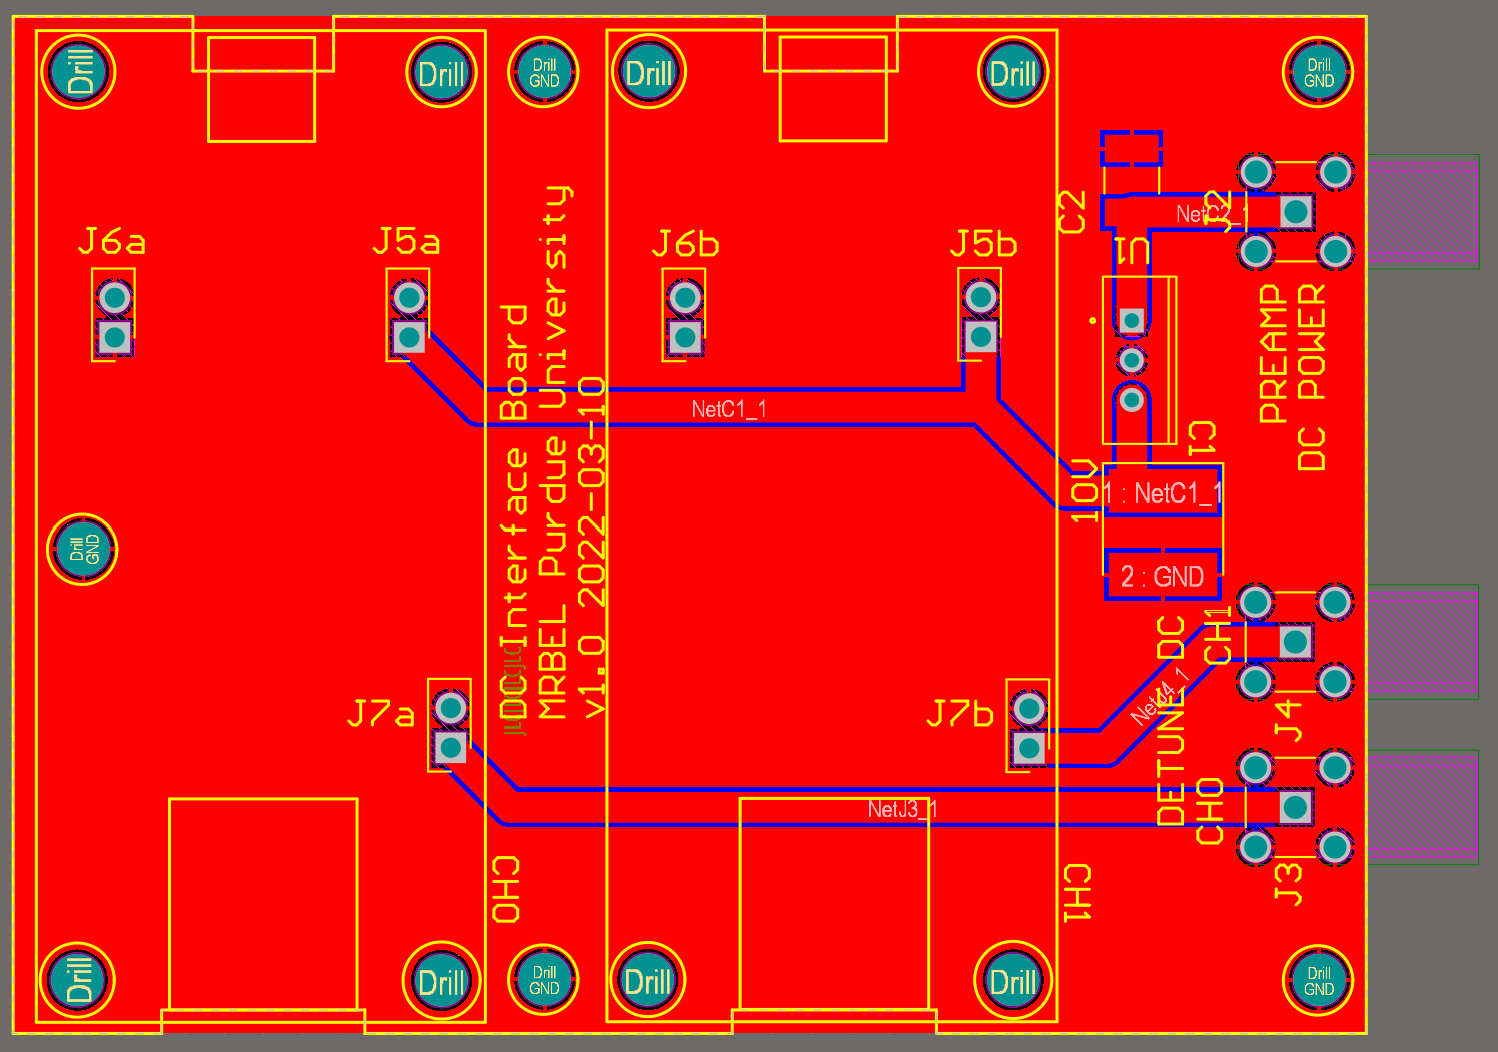 Drill
Drill
Drill
GND
Drill
Drill
Drill
GND
J6a
J5a
J6b
J5b
C2
NetC2_1
J2
U1
PREAMP
DC POWER
NetC1_1
C1
10V
1 : NetC1_1
2 : GND
Drill
GND
DC Interface Board
MRBEL Purdue University
v1.0 2022-03-10
J7a
J7b
DETUNE DC
CH1
NetJ4_1
J4
CH0
NetJ3_1
J3
CH0
CH1
Drill
Drill
Drill
GND
Drill
Drill
Drill
GND